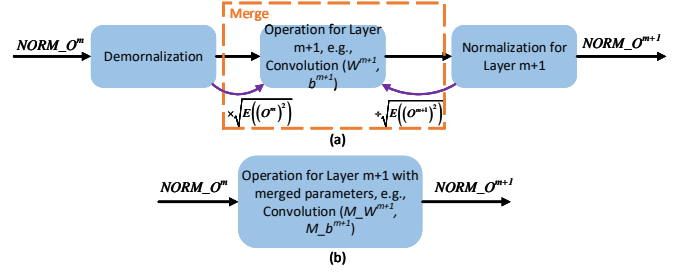 Merge
NORM_O^m
Demornalization
Operation for Layer
m+1, e.g.,
Convolution (W^{m+1},
b^{m+1})
Normalization for
Layer m+1
NORM_O^{m+1}
×√E((O^m)^2)
÷√E((O^{m+1})^2)
(a)
NORM_O^m
Operation for Layer m+1 with
merged parameters, e.g.,
Convolution (M_W^{m+1},
M_b^{m+1})
NORM_O^{m+1}
(b)